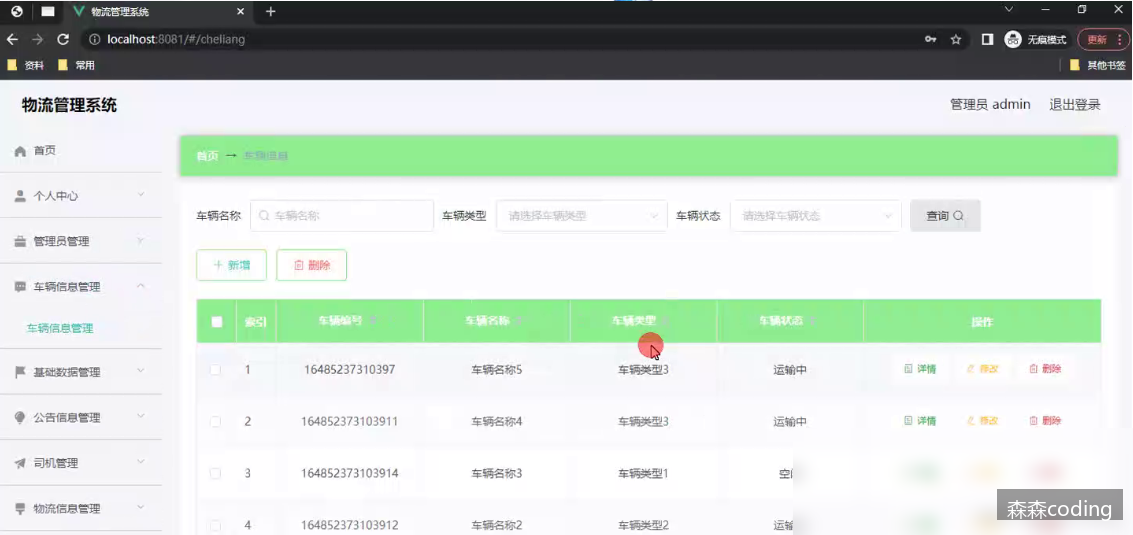 物流管理系统
localhost:8081/#/cheliang
无痕模式
更新
资料
常用
其他书签
物流管理系统
管理员 admin
退出登录
首页
个人中心
管理员管理
车辆信息管理
车辆信息管理
基础数据管理
公告信息管理
司机管理
物流信息管理
首页 →
车辆名称 车辆名称 车辆类型 请选择车辆类型 车辆状态 请选择车辆状态 查询
新增 删除
索引 车辆编号 车辆名称 车辆类型 车辆状态 操作
1 16485237310397 车辆名称5 车辆类型3 运输中 详情 修改 删除
2 164852373103911 车辆名称4 车辆类型3 运输中 详情 修改 删除
3 164852373103914 车辆名称3 车辆类型1 空
4 164852373103912 车辆名称2 车辆类型2 运输
森森coding